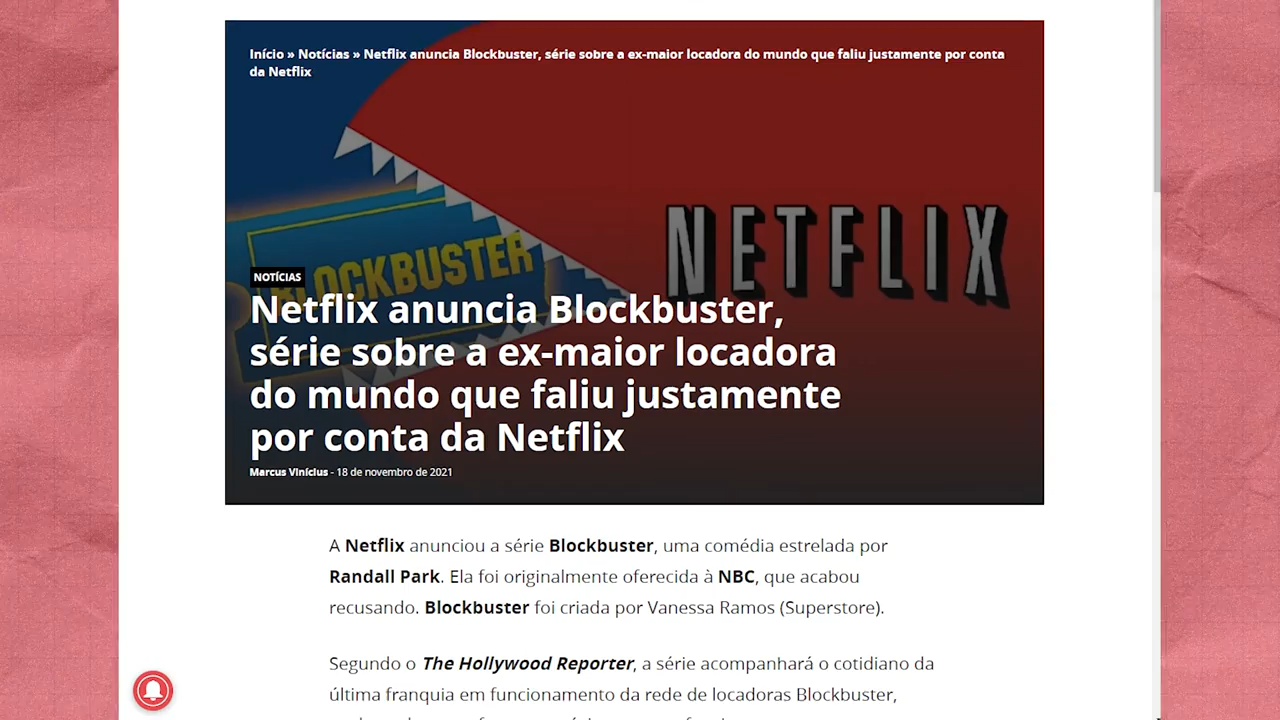 Início » Notícias » Netflix anuncia Blockbuster, série sobre a ex-maior locadora do mundo que faliu justamente por conta
da Netflix
BLOCKBUSTER
NETFLIX
NOTÍCIAS
Netflix anuncia Blockbuster,
série sobre a ex-maior locadora
do mundo que faliu justamente
por conta da Netflix
Marcus Vinícius - 18 de novembro de 2021
A Netflix anunciou a série Blockbuster, uma comédia estrelada por
Randall Park. Ela foi originalmente oferecida à NBC, que acabou
recusando. Blockbuster foi criada por Vanessa Ramos (Superstore).
Segundo o The Hollywood Reporter, a série acompanhará o cotidiano da
última franquia em funcionamento da rede de locadoras Blockbuster,